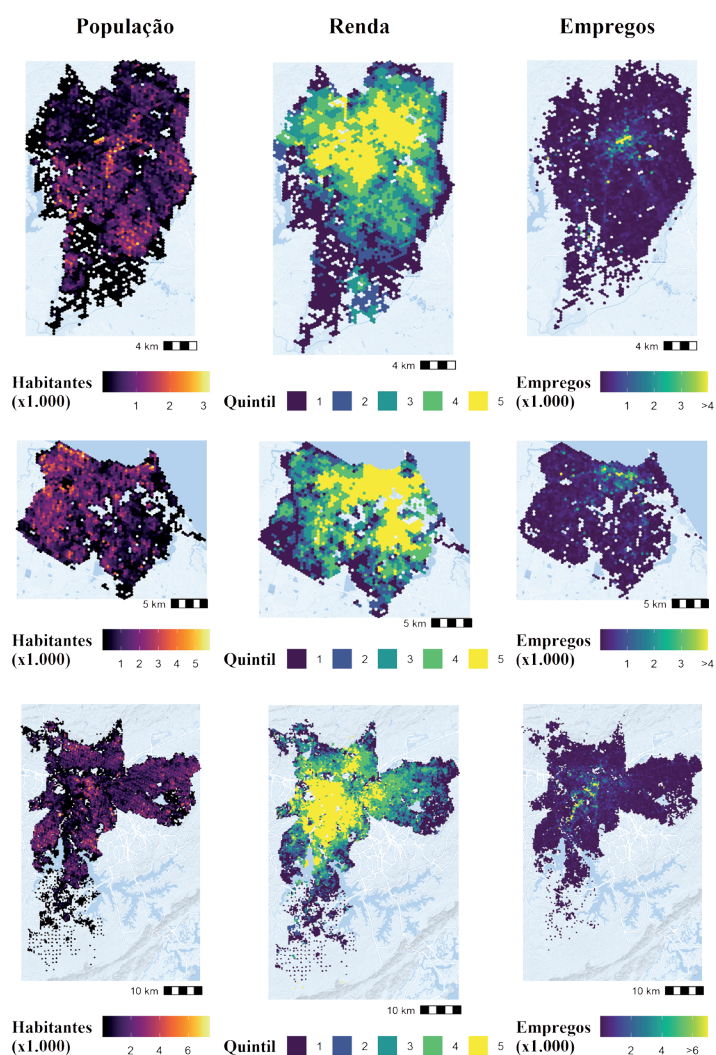 População Renda Empregos
4 km 4 km 4 km
Habitantes
(x1.000)
1 2 3
Quintil 1 2 3 4 5
Empregos
(x1.000)
1 2 3 >4
5 km 5 km 5 km
Habitantes
(x1.000)
1 2 3 4 5
Quintil 1 2 3 4 5
Empregos
(x1.000)
1 2 3 >4
10 km 10 km 10 km
Habitantes
(x1.000)
2 4 6
Quintil 1 2 3 4 5
Empregos
(x1.000)
2 4 >6